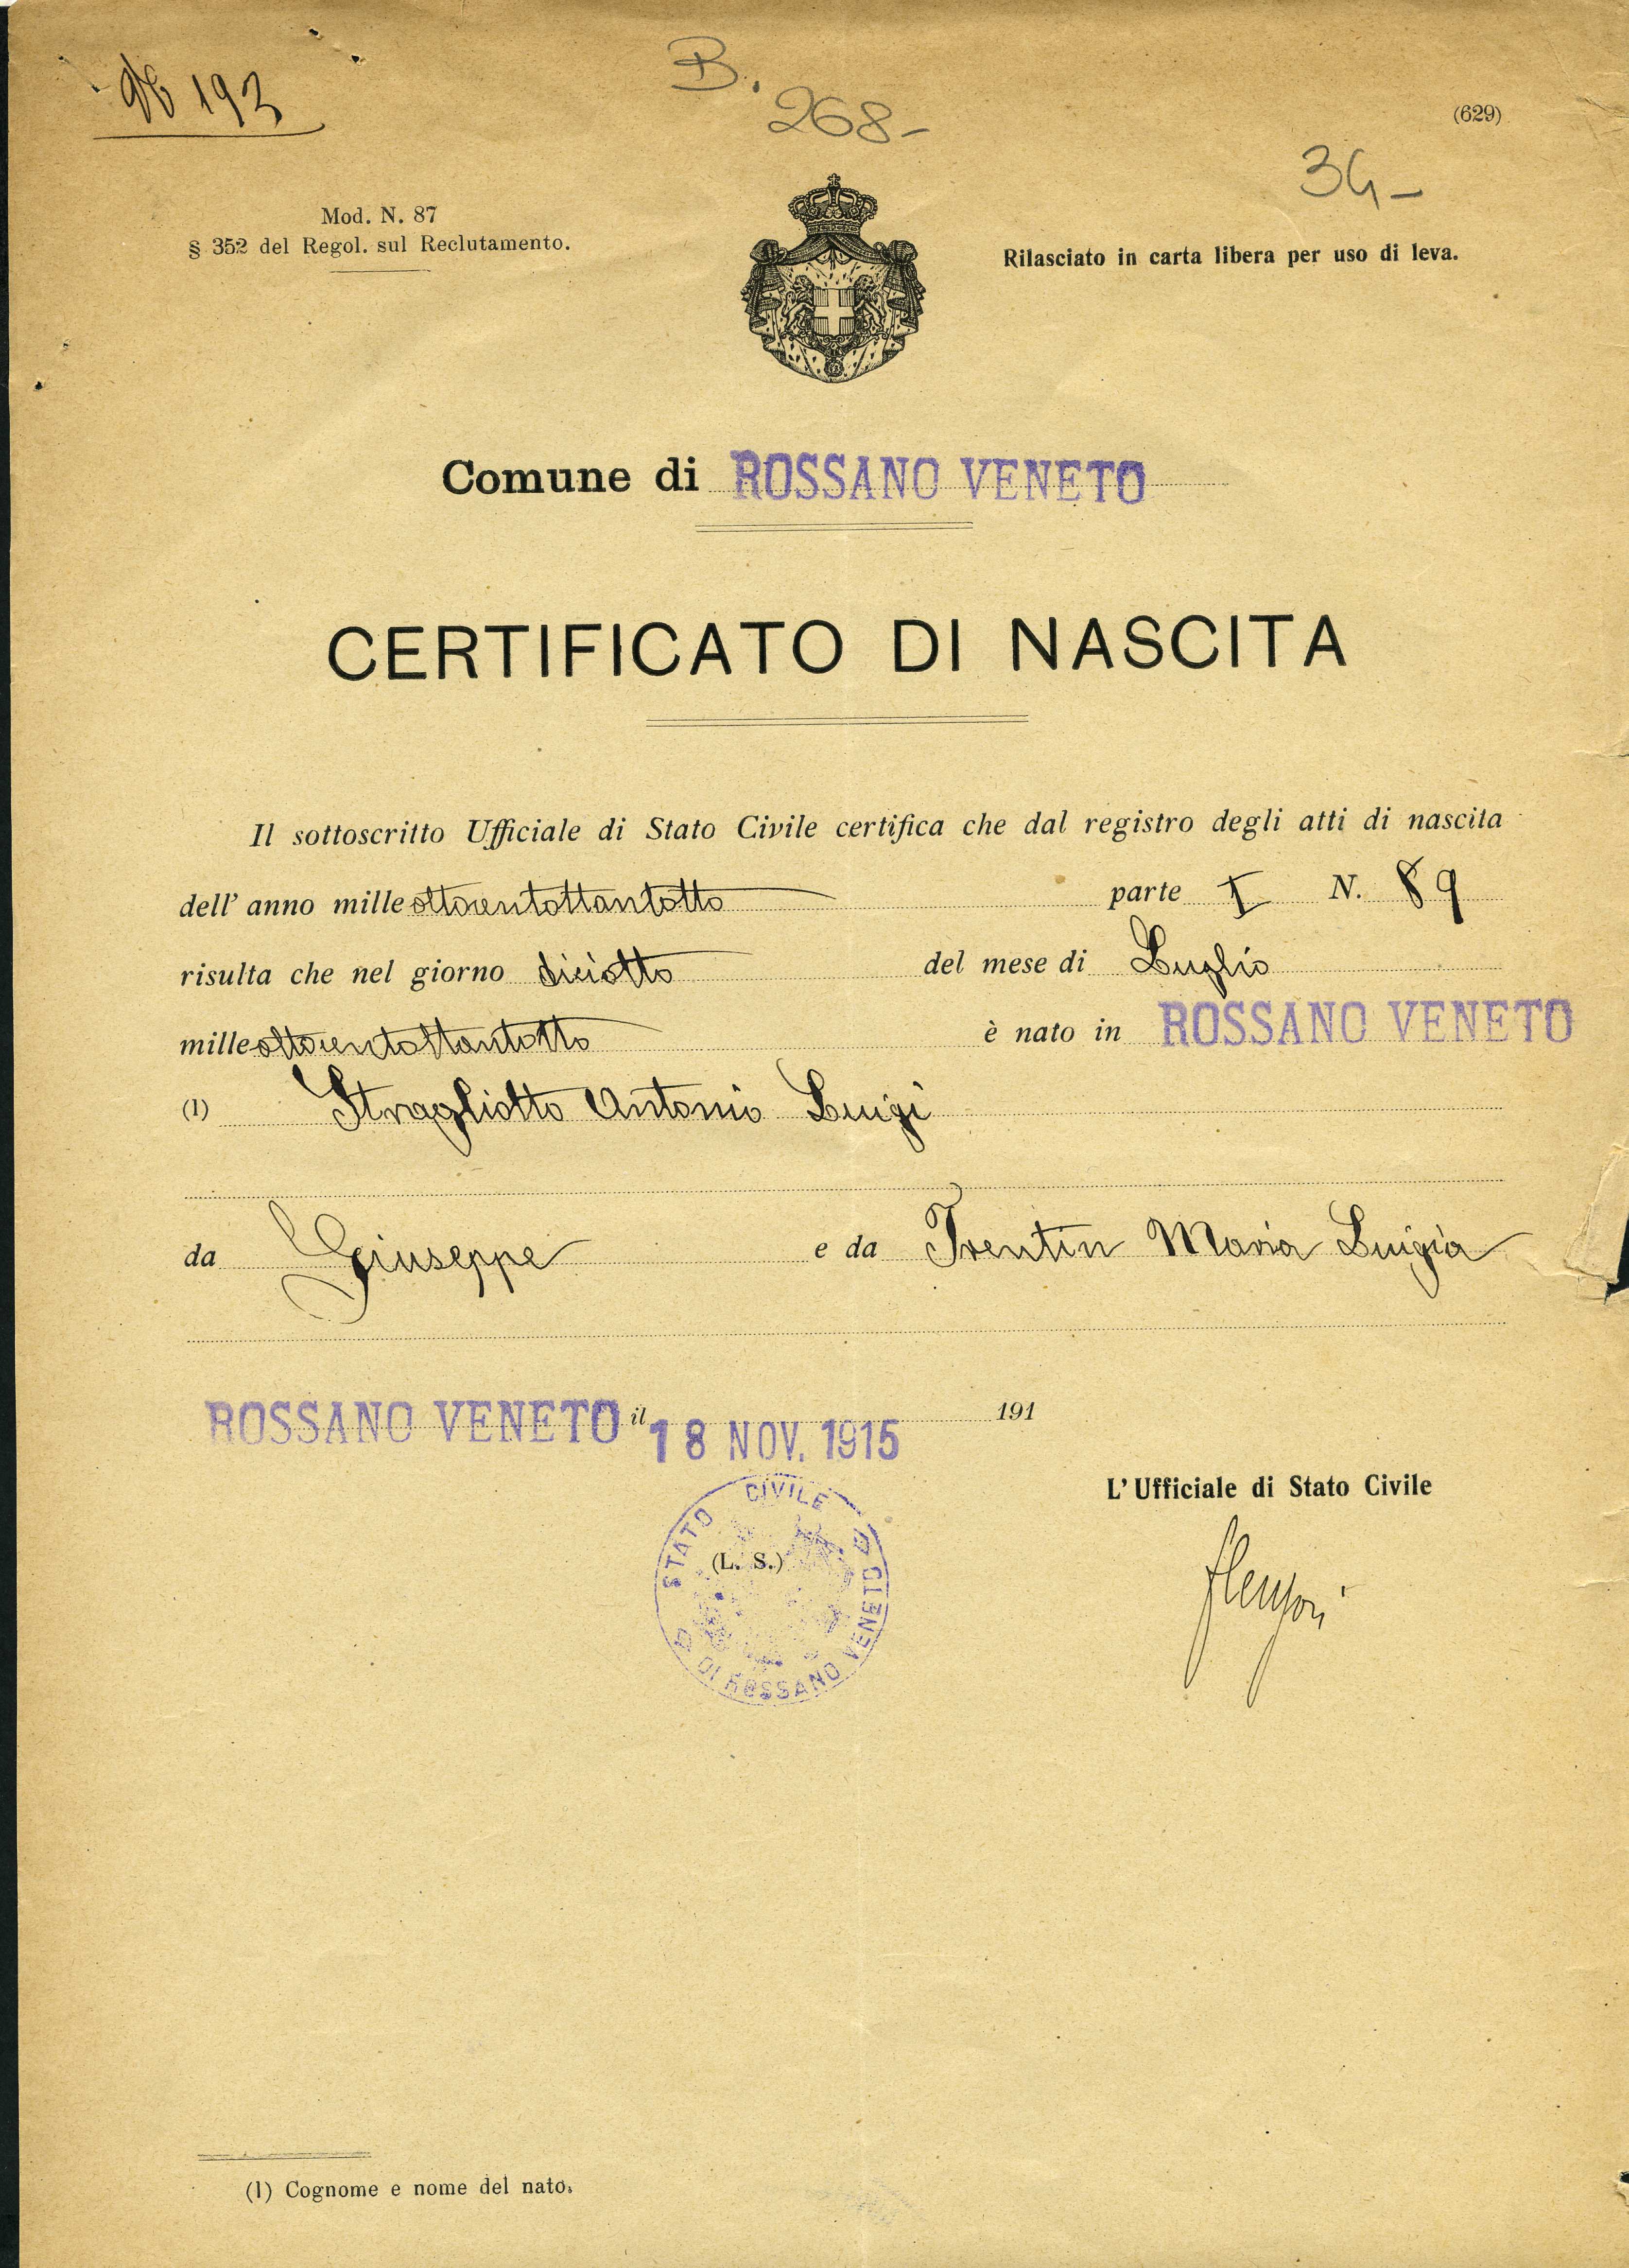 N° 193
B.
268-
(629)
34-
Mod. N. 87
§ 352 del Regol. sul Reclutamento.
Rilasciato in carta libera per uso di leva.
Comune di ROSSANO VENETO
CERTIFICATO DI NASCITA
Il sottoscritto Ufficiale di Stato Civile certifica che dal registro degli atti di nascita
dell' anno mille ottocentottantotto parte I N. 89
risulta che nel giorno diciotto del mese di Luglio
mille ottocentottantotto è nato in ROSSANO VENETO
(1) Stragliotto Antonio Luigi
da Giuseppe e da Trentin Maria Luigia
ROSSANO VENETO il 18 NOV. 1915 191
L' Ufficiale di Stato Civile
STATO CIVILE
(L. S.)
DI ROSSANO VENETO
(1) Cognome e nome del nato.